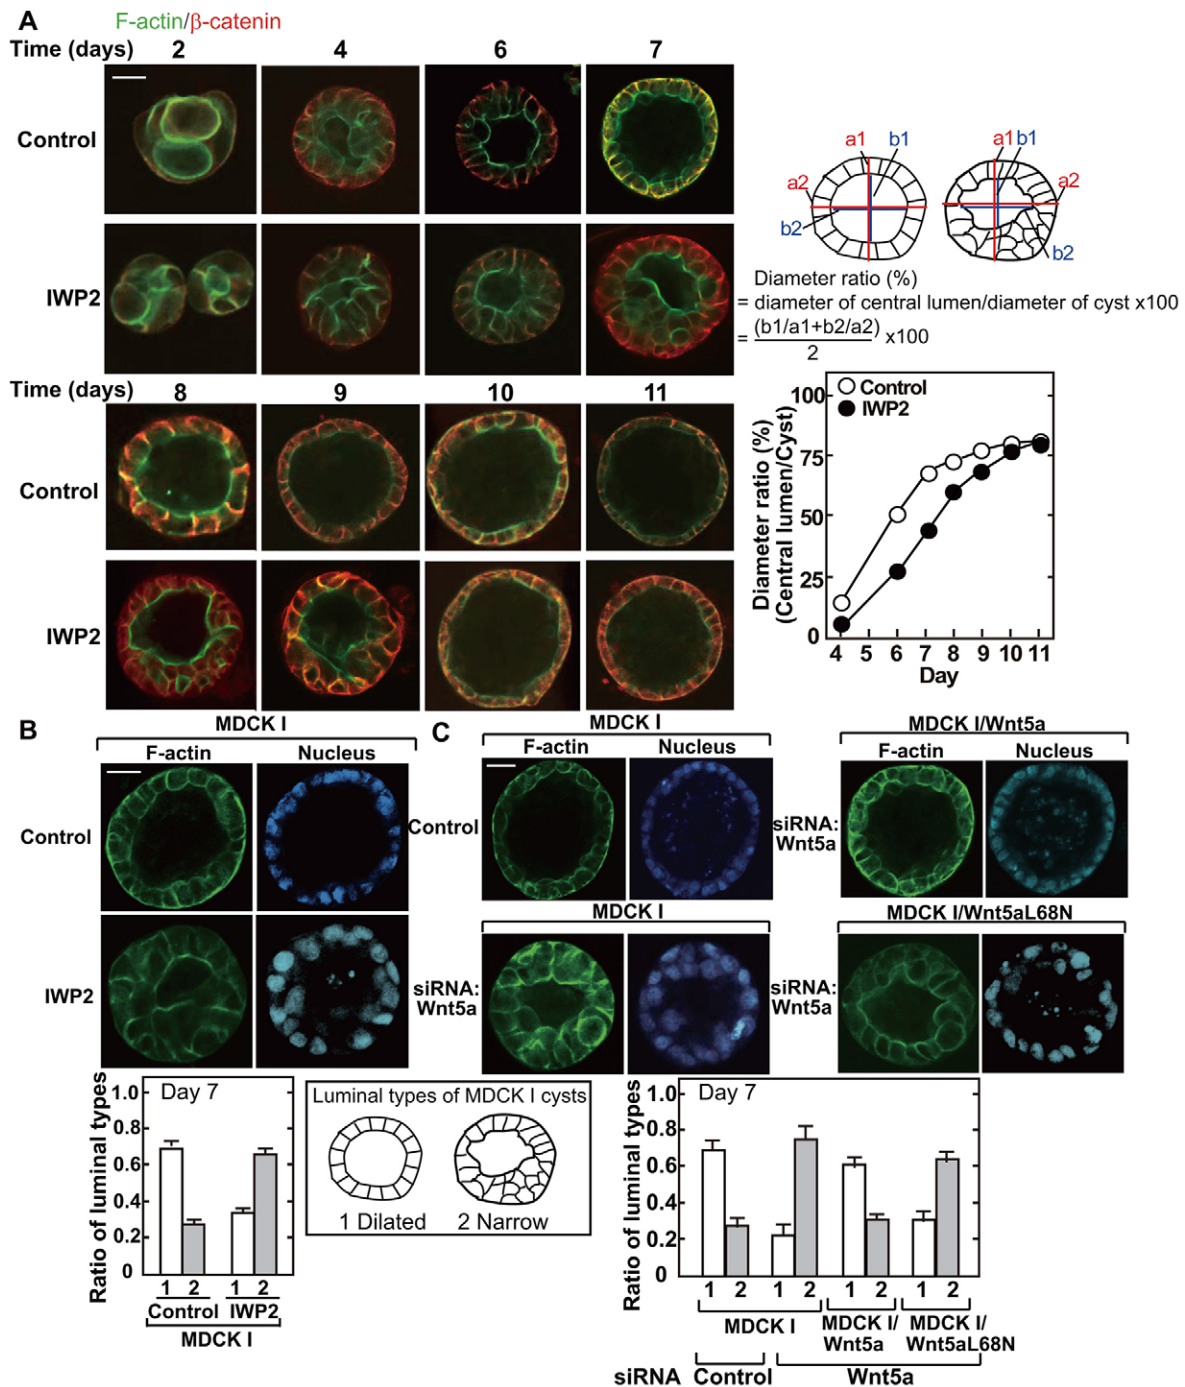 A
F-actin/β-catenin
Time (days) 2 4 6 7
Control
IWP2
a1 b1 a1 b1
a2 a2
b2 b2
Diameter ratio (%)
= diameter of central lumen/diameter of cyst x100
= (b1/a1+b2/a2) x100
2
Time (days) 8 9 10 11
Control
IWP2
Diameter ratio (%)
(Central lumen/Cyst)
Control
IWP2
100
75
50
25
0
4 5 6 7 8 9 10 11
Day
B
MDCK I
F-actin Nucleus
Control
IWP2
Ratio of luminal types
Day 7
1.0
0.8
0.6
0.4
0.2
0
1 2 1 2
Control IWP2
MDCK I
Luminal types of MDCK I cysts
1 Dilated 2 Narrow
C
MDCK I MDCK I/Wnt5a
F-actin Nucleus F-actin Nucleus
Control siRNA:
Wnt5a
MDCK I MDCK I/Wnt5aL68N
siRNA:
Wnt5a
siRNA:
Wnt5a
Ratio of luminal types
Day 7
1.0
0.8
0.6
0.4
0.2
0
1 2 1 2 1 2 1 2
MDCK I MDCK I/
Wnt5a
MDCK I/
Wnt5aL68N
siRNA Control Wnt5a